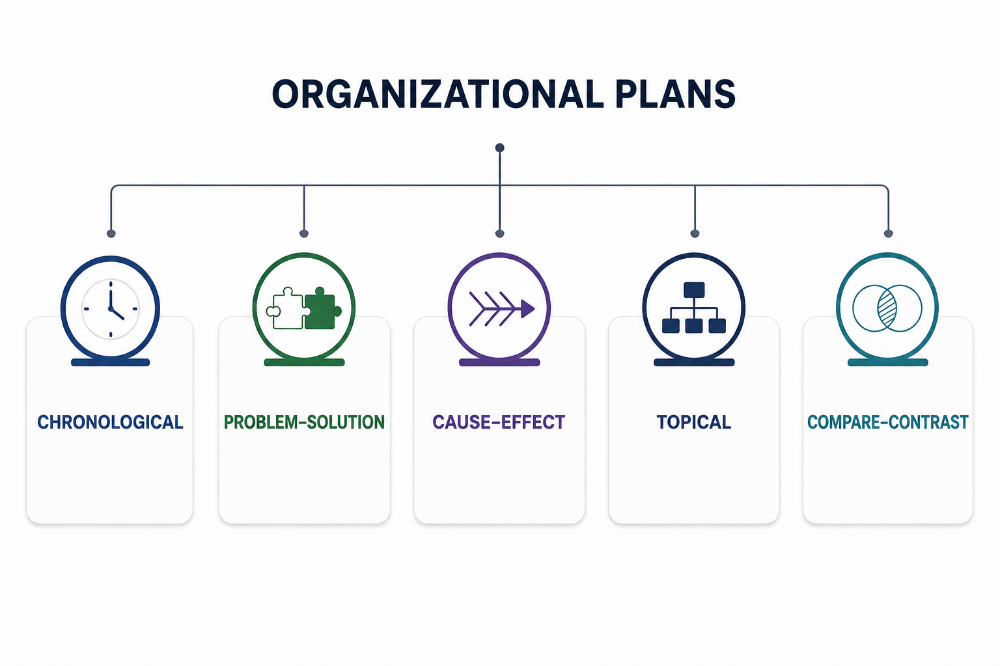 ORGANIZATIONAL PLANS
CHRONOLOGICAL
PROBLEM–SOLUTION
CAUSE–EFFECT
TOPICAL
COMPARE–CONTRAST